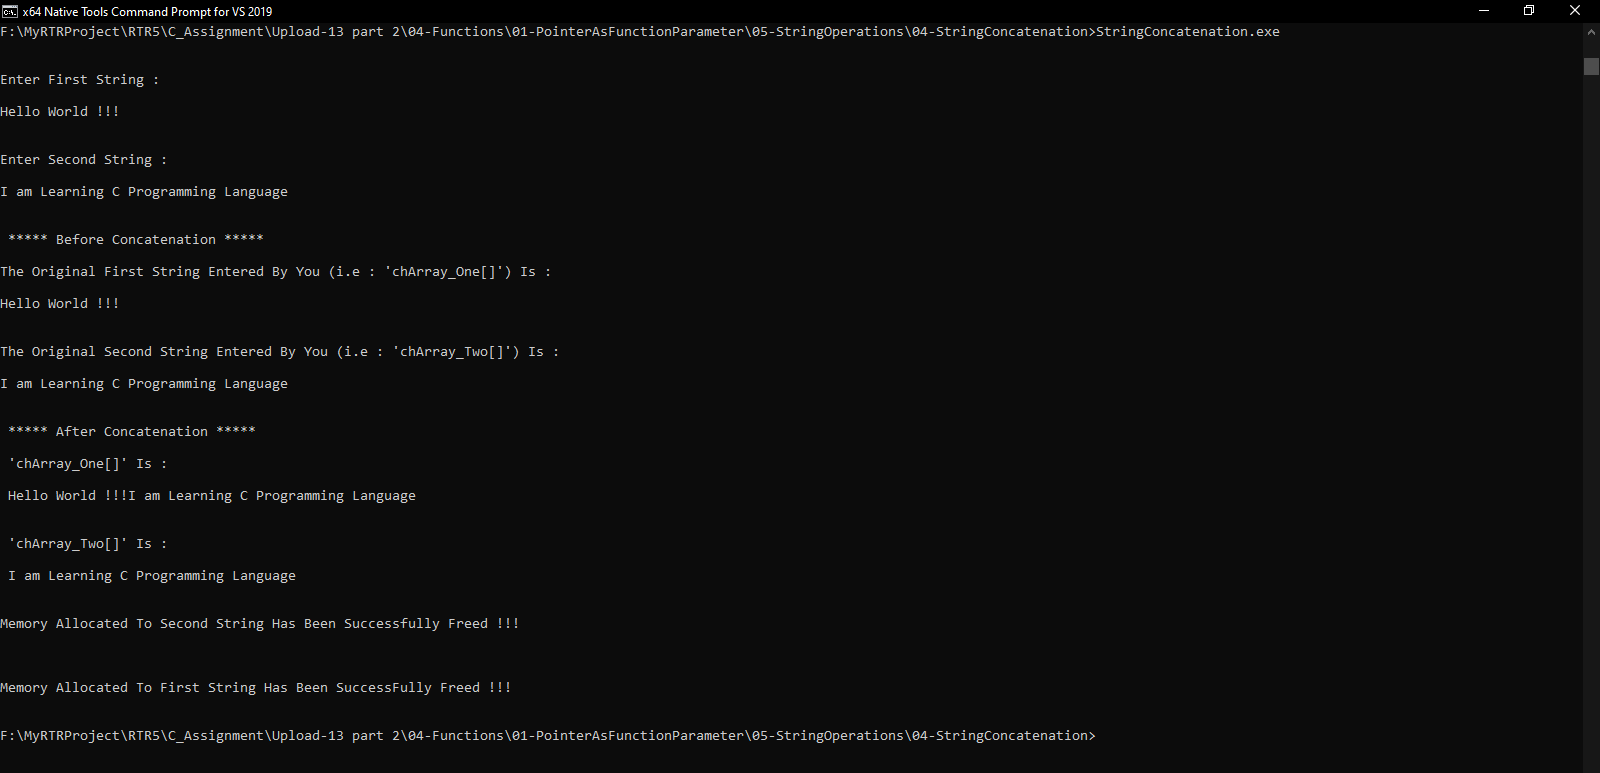 x64 Native Tools Command Prompt for VS 2019
F:\MyRTRProject\RTR5\C_Assignment\Upload-13 part 2\04-Functions\01-PointerAsFunctionParameter\05-StringOperations\04-StringConcatenation>StringConcatenation.exe
Enter First String :
Hello World !!!
Enter Second String :
I am Learning C Programming Language
***** Before Concatenation *****
The Original First String Entered By You (i.e : 'chArray_One[]') Is :
Hello World !!!
The Original Second String Entered By You (i.e : 'chArray_Two[]') Is :
I am Learning C Programming Language
***** After Concatenation *****
'chArray_One[]' Is :
Hello World !!!I am Learning C Programming Language
'chArray_Two[]' Is :
I am Learning C Programming Language
Memory Allocated To Second String Has Been Successfully Freed !!!
Memory Allocated To First String Has Been SuccessFully Freed !!!
F:\MyRTRProject\RTR5\C_Assignment\Upload-13 part 2\04-Functions\01-PointerAsFunctionParameter\05-StringOperations\04-StringConcatenation>